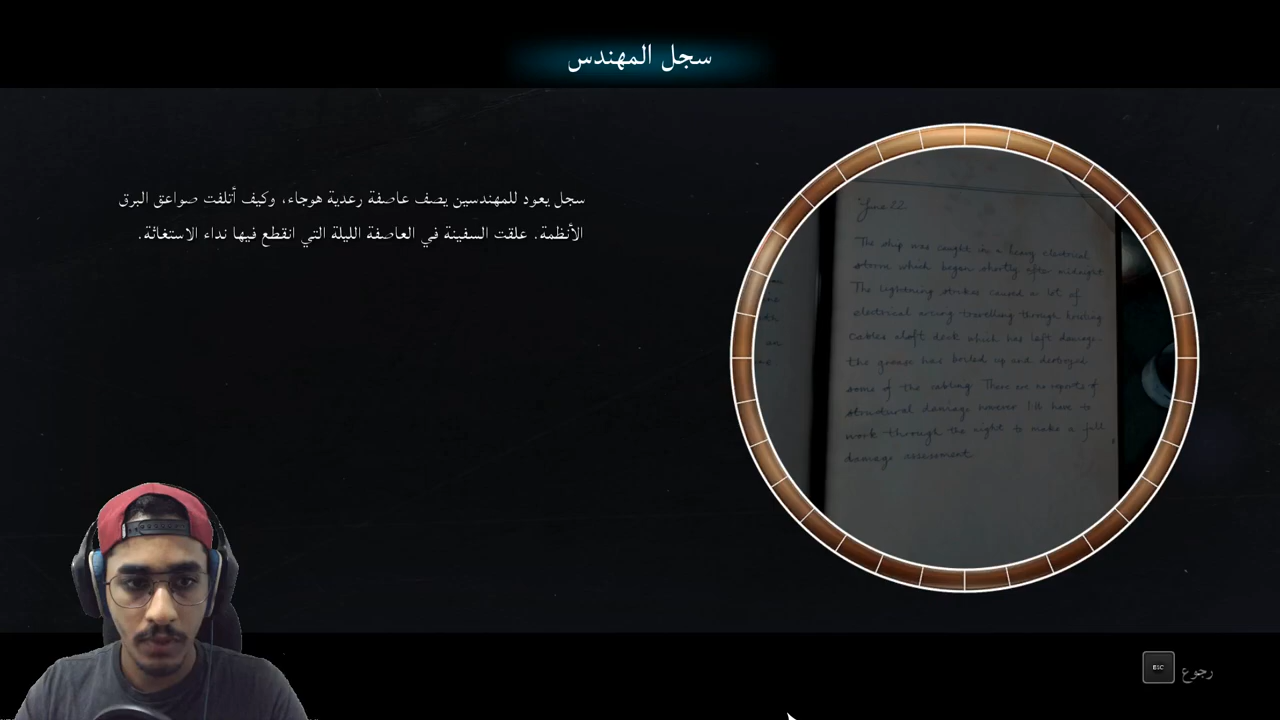 سجل المهندس
سجل يعود للمهندسين يصف عاصفة رعدية هوجاء، وكيف أتلفت صواعق البرق
الأنظمة. علقت السفينة في العاصفة الليلة التي انقطع فيها نداء الاستغاثة.
June 22
The ship was caught in a heavy electrical
storm which began shortly after midnight
The lightening strikes caused a lot of
electrical arcing travelling through hoisting
cables aloft deck which has left damage.
the grease has boiled up and destroyed
some of the cabling. There are no reports of
structural damage however I'll have to
work through the night to make a full
damage assessment
ESC
رجوع